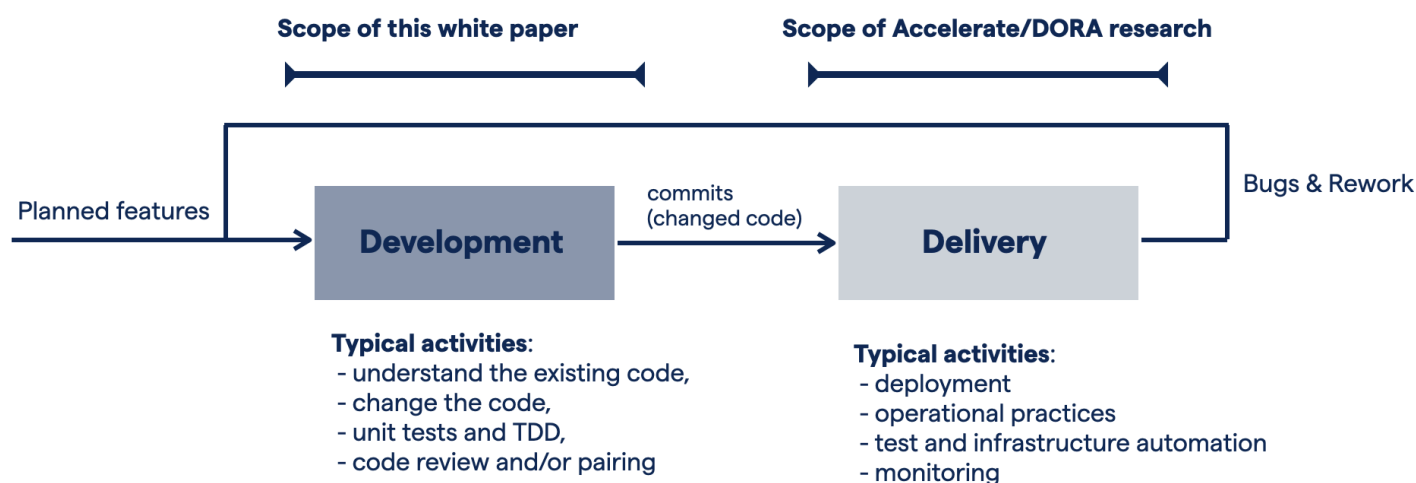 Scope of this white paper
Scope of Accelerate/DORA research
Planned features
Development
commits
(changed code)
Delivery
Bugs & Rework
Typical activities:
- understand the existing code,
- change the code,
- unit tests and TDD,
- code review and/or pairing
Typical activities:
- deployment
- operational practices
- test and infrastructure automation
- monitoring